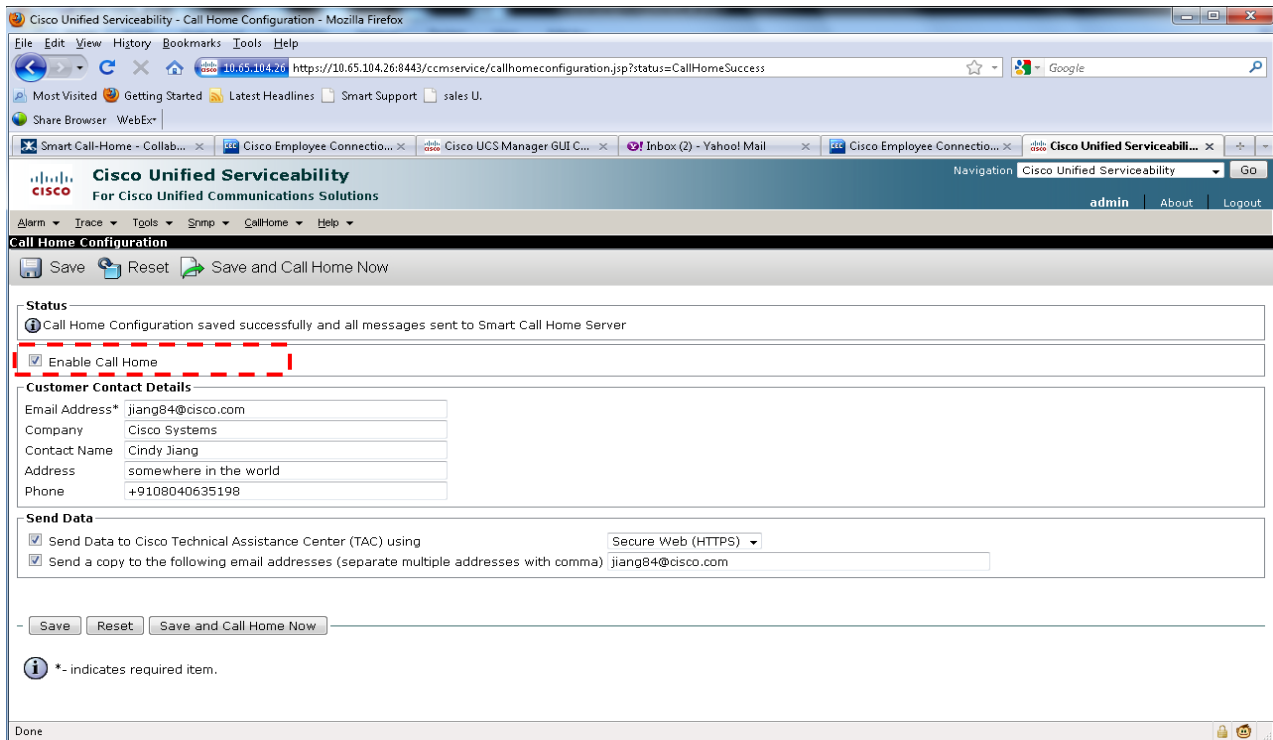 Cisco Unified Serviceability - Call Home Configuration - Mozilla Firefox
File Edit View History Bookmarks Tools Help
cisco 10.65.104.26 https://10.65.104.26:8443/ccmservice/callhomeconfiguration.jsp?status=CallHomeSuccess Google
Most Visited Getting Started Latest Headlines Smart Support sales U.
Share Browser WebEx
Smart Call-Home - Collab... Cisco Employee Connectio... Cisco UCS Manager GUI C... Inbox (2) - Yahoo! Mail Cisco Employee Connectio... Cisco Unified Serviceabili...
CISCO Cisco Unified Serviceability Navigation Cisco Unified Serviceability Go
For Cisco Unified Communications Solutions admin About Logout
Alarm Trace Tools Snmp CallHome Help
Call Home Configuration
Save Reset Save and Call Home Now
Status
Call Home Configuration saved successfully and all messages sent to Smart Call Home Server
Enable Call Home
Customer Contact Details
Email Address* jiang84@cisco.com
Company Cisco Systems
Contact Name Cindy Jiang
Address somewhere in the world
Phone +9108040635198
Send Data
Send Data to Cisco Technical Assistance Center (TAC) using Secure Web (HTTPS)
Send a copy to the following email addresses (separate multiple addresses with comma) jiang84@cisco.com
Save Reset Save and Call Home Now
*- indicates required item.
Done